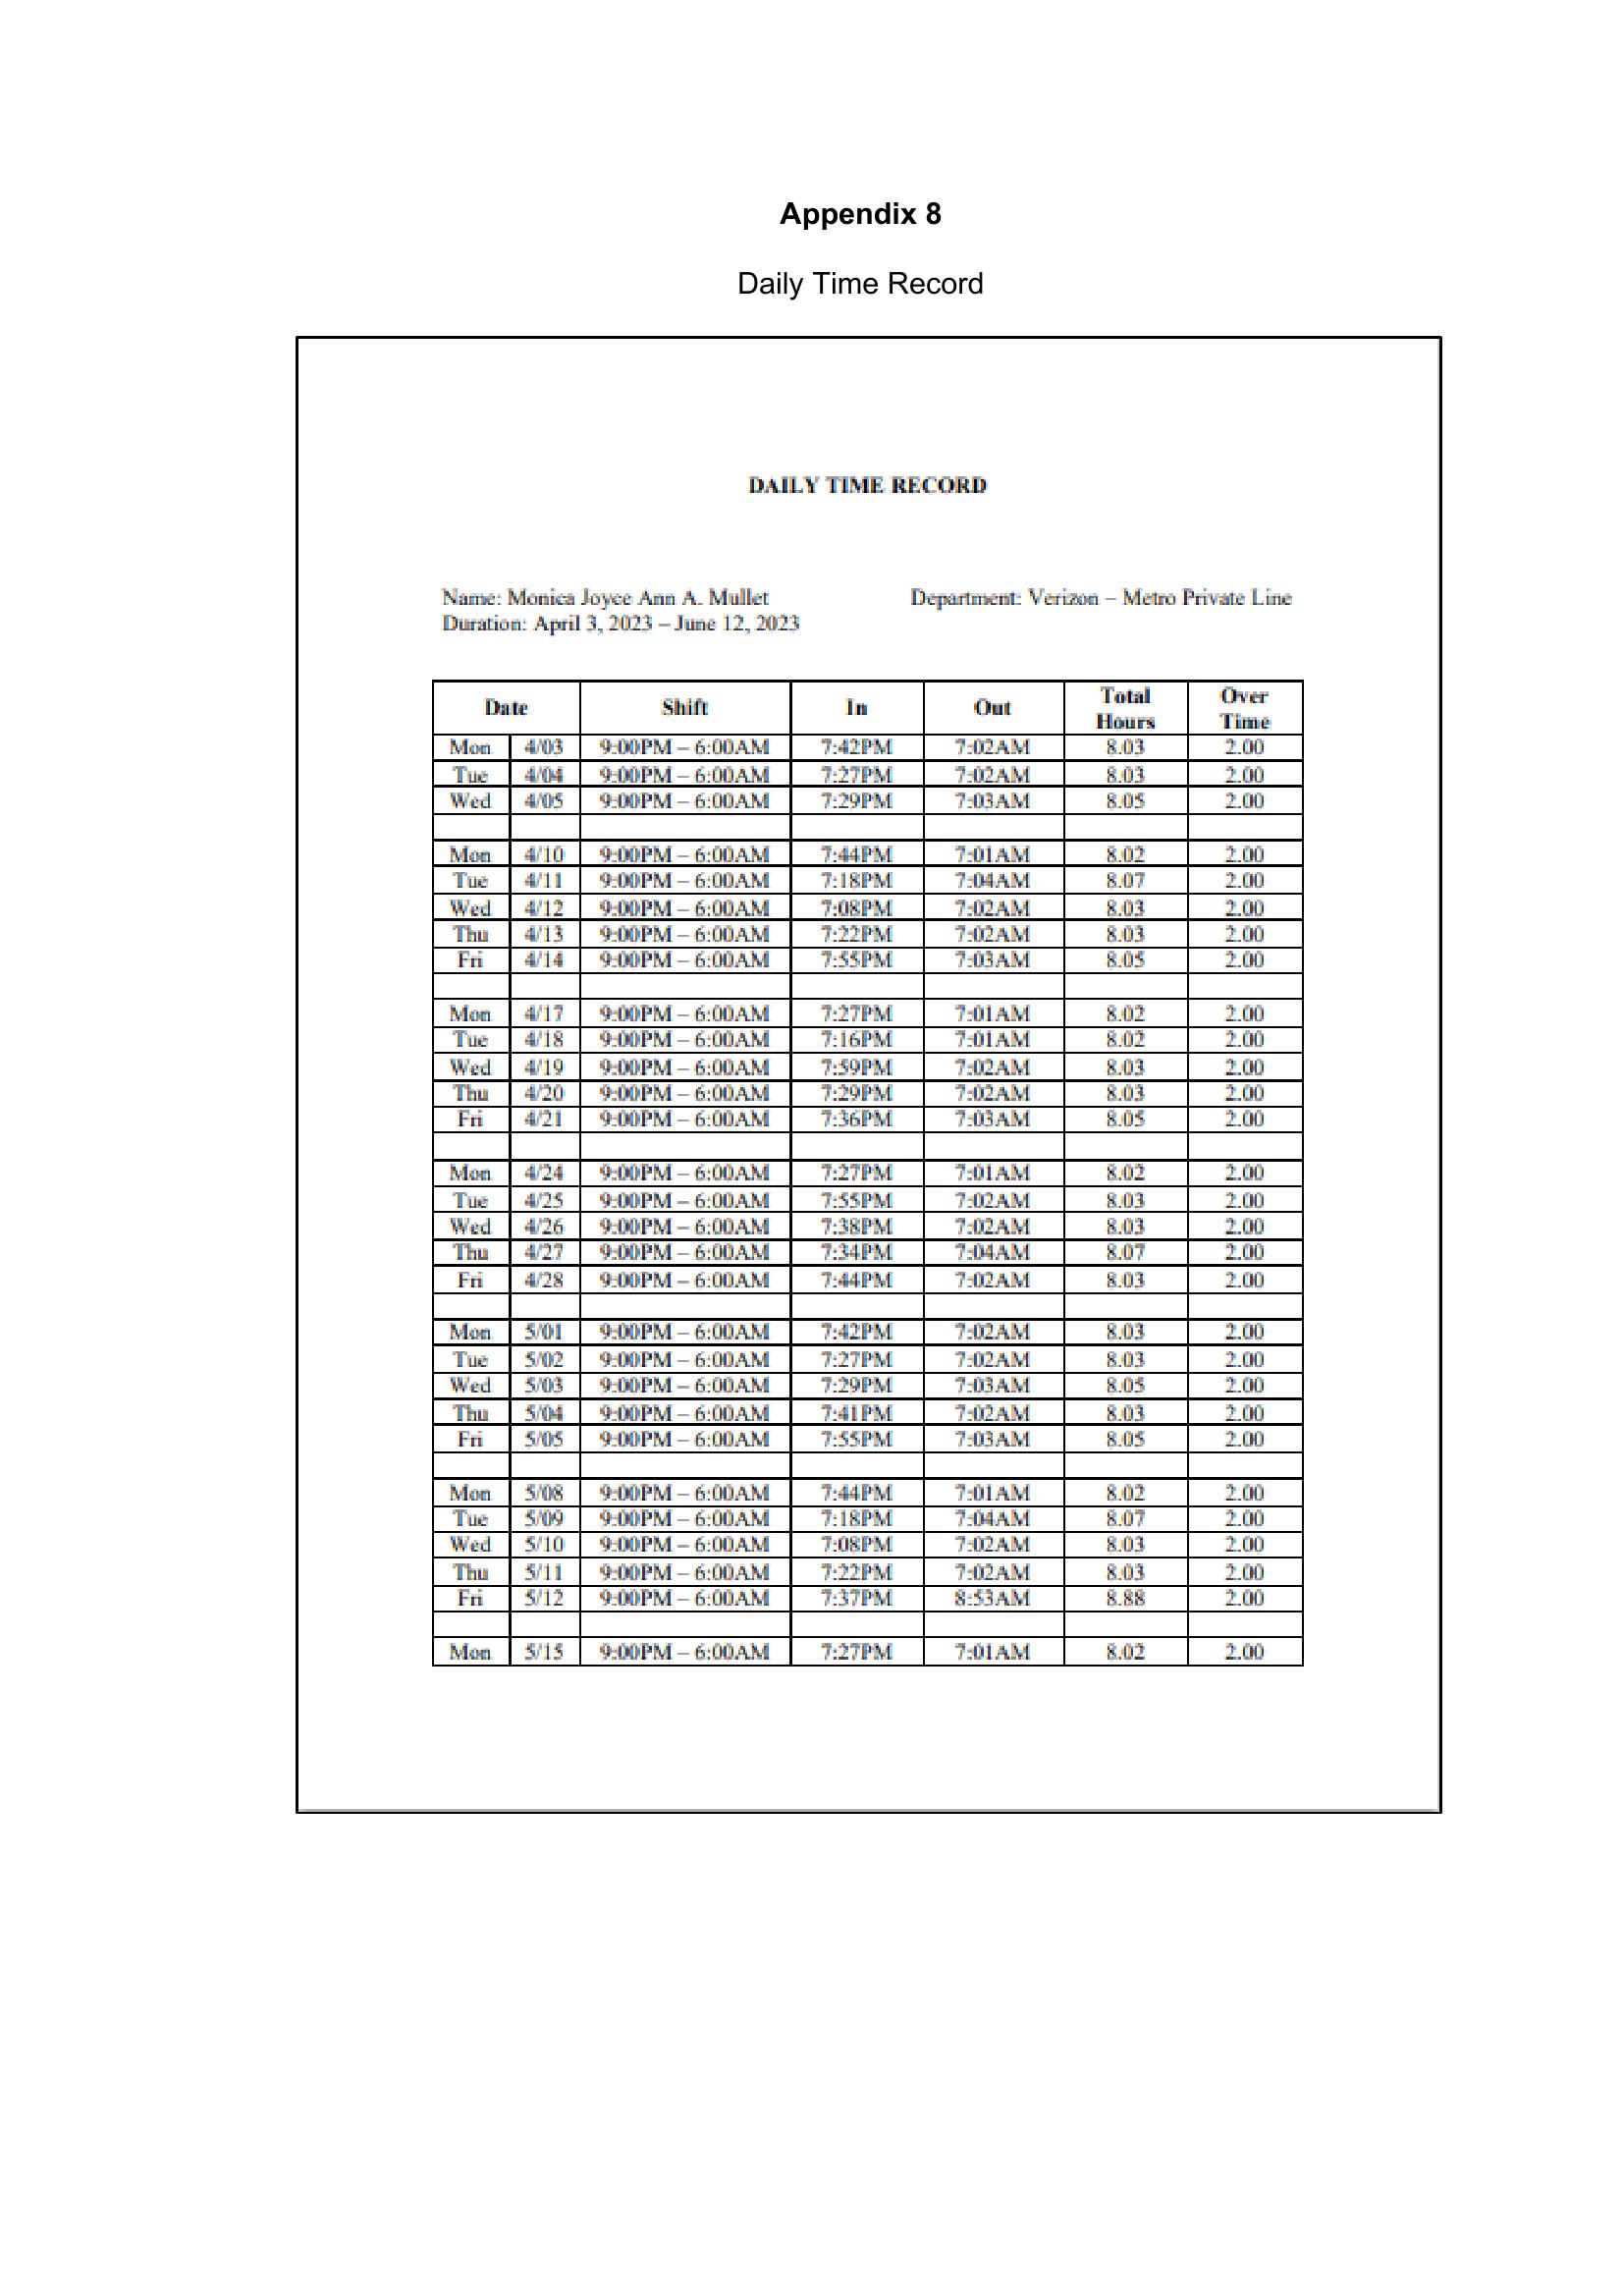 Appendix 8
Daily Time Record
DAILY TIME RECORD
Name: Monica Joyce Ann A. Mullet Department: Verizon – Metro Private Line
Duration: April 3, 2023 – June 12, 2023
Date Shift In Out Total Hours Over Time
Mon 4/03 9:00PM – 6:00AM 7:42PM 7:02AM 8.03 2.00
Tue 4/04 9:00PM – 6:00AM 7:27PM 7:02AM 8.03 2.00
Wed 4/05 9:00PM – 6:00AM 7:29PM 7:03AM 8.05 2.00
Mon 4/10 9:00PM – 6:00AM 7:44PM 7:01AM 8.02 2.00
Tue 4/11 9:00PM – 6:00AM 7:18PM 7:04AM 8.07 2.00
Wed 4/12 9:00PM – 6:00AM 7:08PM 7:02AM 8.03 2.00
Thu 4/13 9:00PM – 6:00AM 7:22PM 7:02AM 8.03 2.00
Fri 4/14 9:00PM – 6:00AM 7:55PM 7:03AM 8.05 2.00
Mon 4/17 9:00PM – 6:00AM 7:27PM 7:01AM 8.02 2.00
Tue 4/18 9:00PM – 6:00AM 7:16PM 7:01AM 8.02 2.00
Wed 4/19 9:00PM – 6:00AM 7:59PM 7:02AM 8.03 2.00
Thu 4/20 9:00PM – 6:00AM 7:29PM 7:02AM 8.03 2.00
Fri 4/21 9:00PM – 6:00AM 7:36PM 7:03AM 8.05 2.00
Mon 4/24 9:00PM – 6:00AM 7:27PM 7:01AM 8.02 2.00
Tue 4/25 9:00PM – 6:00AM 7:55PM 7:02AM 8.03 2.00
Wed 4/26 9:00PM – 6:00AM 7:38PM 7:02AM 8.03 2.00
Thu 4/27 9:00PM – 6:00AM 7:34PM 7:04AM 8.07 2.00
Fri 4/28 9:00PM – 6:00AM 7:44PM 7:02AM 8.03 2.00
Mon 5/01 9:00PM – 6:00AM 7:42PM 7:02AM 8.03 2.00
Tue 5/02 9:00PM – 6:00AM 7:27PM 7:02AM 8.03 2.00
Wed 5/03 9:00PM – 6:00AM 7:29PM 7:03AM 8.05 2.00
Thu 5/04 9:00PM – 6:00AM 7:41PM 7:02AM 8.03 2.00
Fri 5/05 9:00PM – 6:00AM 7:55PM 7:03AM 8.05 2.00
Mon 5/08 9:00PM – 6:00AM 7:44PM 7:01AM 8.02 2.00
Tue 5/09 9:00PM – 6:00AM 7:18PM 7:04AM 8.07 2.00
Wed 5/10 9:00PM – 6:00AM 7:08PM 7:02AM 8.03 2.00
Thu 5/11 9:00PM – 6:00AM 7:22PM 7:02AM 8.03 2.00
Fri 5/12 9:00PM – 6:00AM 7:37PM 8:53AM 8.88 2.00
Mon 5/15 9:00PM – 6:00AM 7:27PM 7:01AM 8.02 2.00